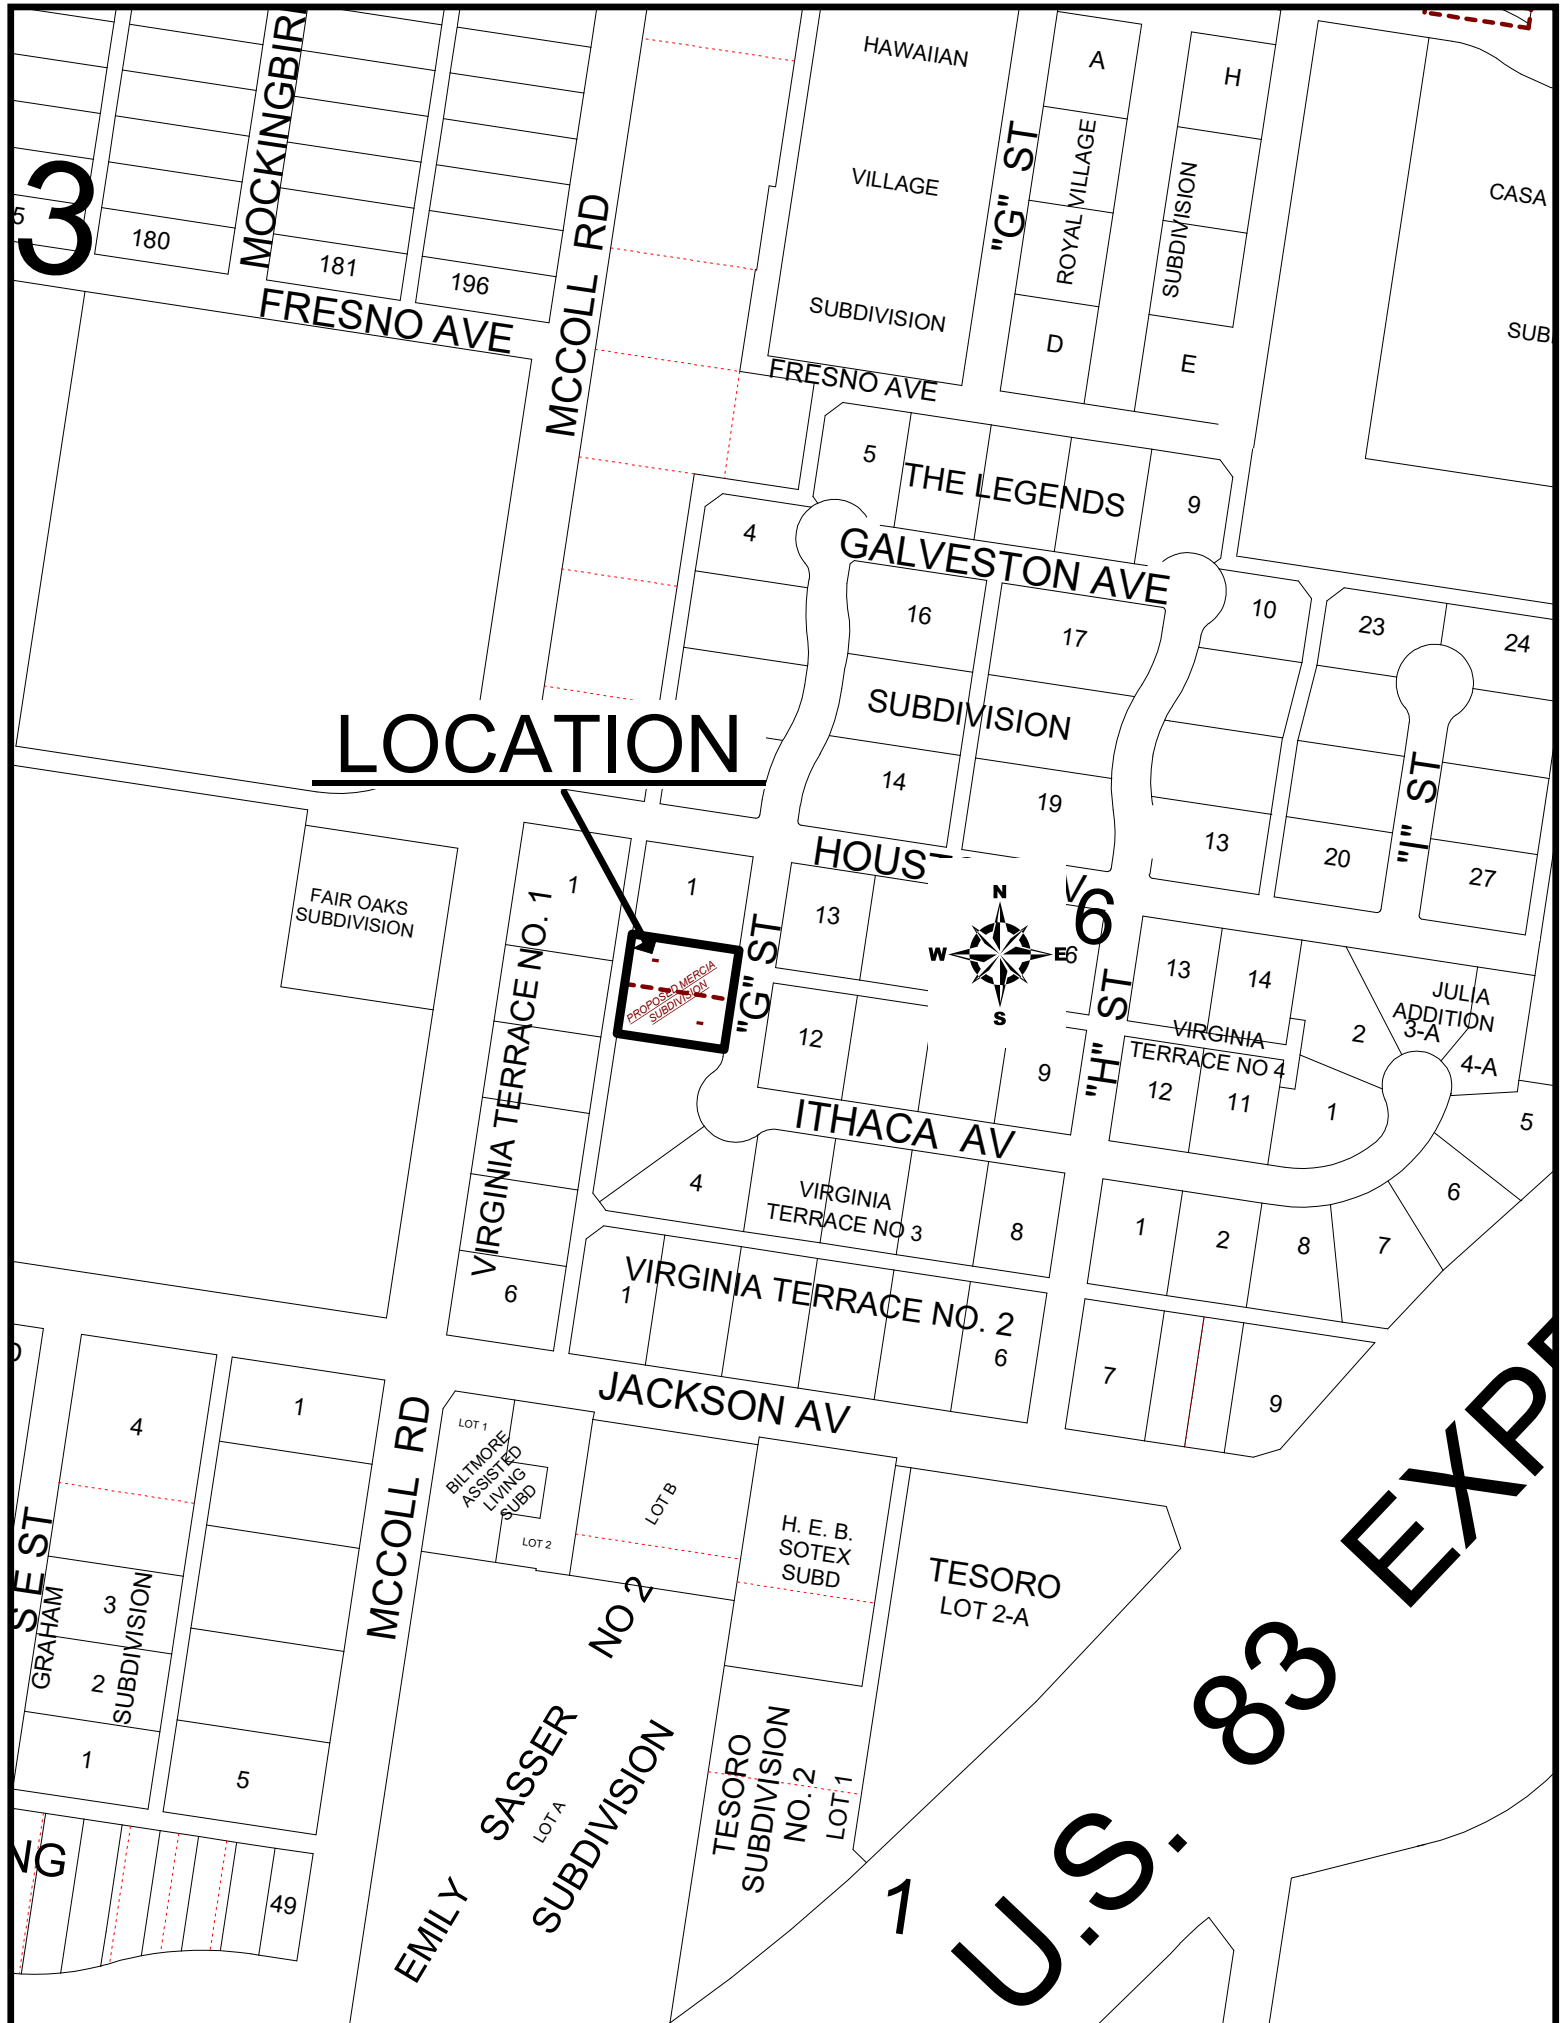 HAWAIIAN
VILLAGE
SUBDIVISION
A
H
MOCKINGBIR
3
5
180
181
196
FRESNO AVE
MCCOLL RD
"G" ST
ROYAL VILLAGE
SUBDIVISION
D
E
CASA
SUB
FRESNO AVE
5
THE LEGENDS
9
4
GALVESTON AVE
16
17
10
23
24
SUBDIVISION
LOCATION
14
19
13
20
27
"I" ST
FAIR OAKS
SUBDIVISION
1
1
HOUS
V
6
13
N
W
E
S
6
VIRGINIA TERRACE NO. 1
PROPOSED MERCIA
SUBDIVISION
"G" ST
"H" ST
12
9
13
14
VIRGINIA
TERRACE NO 4
12
11
1
2
JULIA
ADDITION
3-A
4-A
5
ITHACA AV
4
VIRGINIA
TERRACE NO 3
8
1
2
8
7
6
6
1
VIRGINIA TERRACE NO. 2
6
7
9
JACKSON AV
4
1
MCCOLL RD
LOT 1
BILTMORE
ASSISTED
LIVING
SUBD
LOT 2
LOT B
H. E. B.
SOTEX
SUBD
TESORO
LOT 2-A
S E ST
3
2
1
GRAHAM
SUBDIVISION
5
NG
49
EMILY SASSER NO 2
LOT A
SUBDIVISION
TESORO
SUBDIVISION
NO. 2
LOT 1
1
U.S. 83 EXP